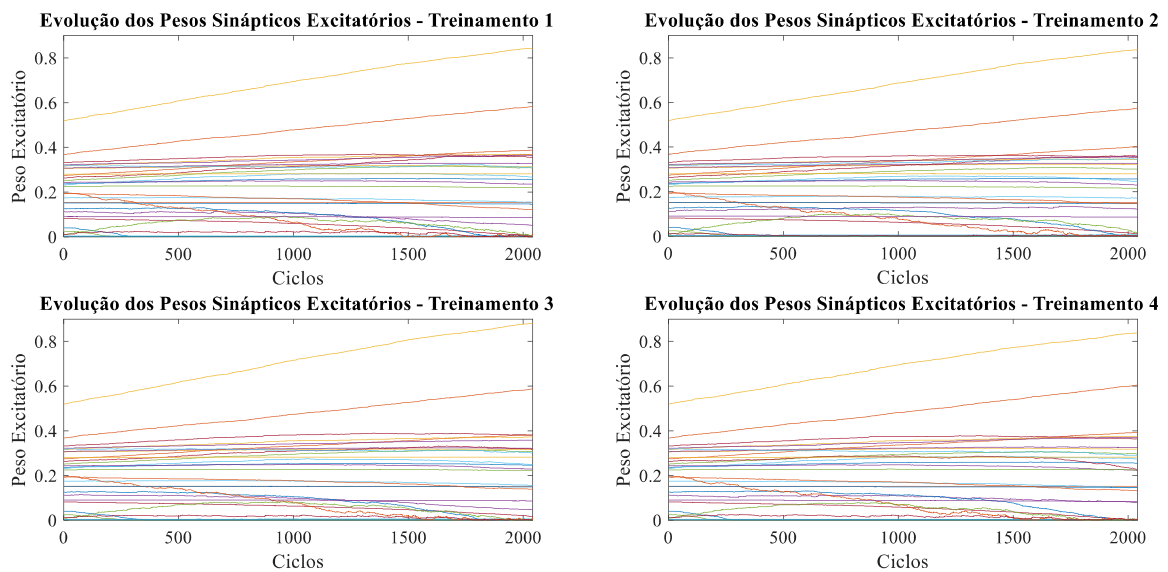 Evolução dos Pesos Sinápticos Excitatórios - Treinamento 1
Peso Excitatório
0.8
0.6
0.4
0.2
0
0 500 1000 1500 2000
Ciclos
Evolução dos Pesos Sinápticos Excitatórios - Treinamento 2
Peso Excitatório
0.8
0.6
0.4
0.2
0
0 500 1000 1500 2000
Ciclos
Evolução dos Pesos Sinápticos Excitatórios - Treinamento 3
Peso Excitatório
0.8
0.6
0.4
0.2
0
0 500 1000 1500 2000
Ciclos
Evolução dos Pesos Sinápticos Excitatórios - Treinamento 4
Peso Excitatório
0.8
0.6
0.4
0.2
0
0 500 1000 1500 2000
Ciclos